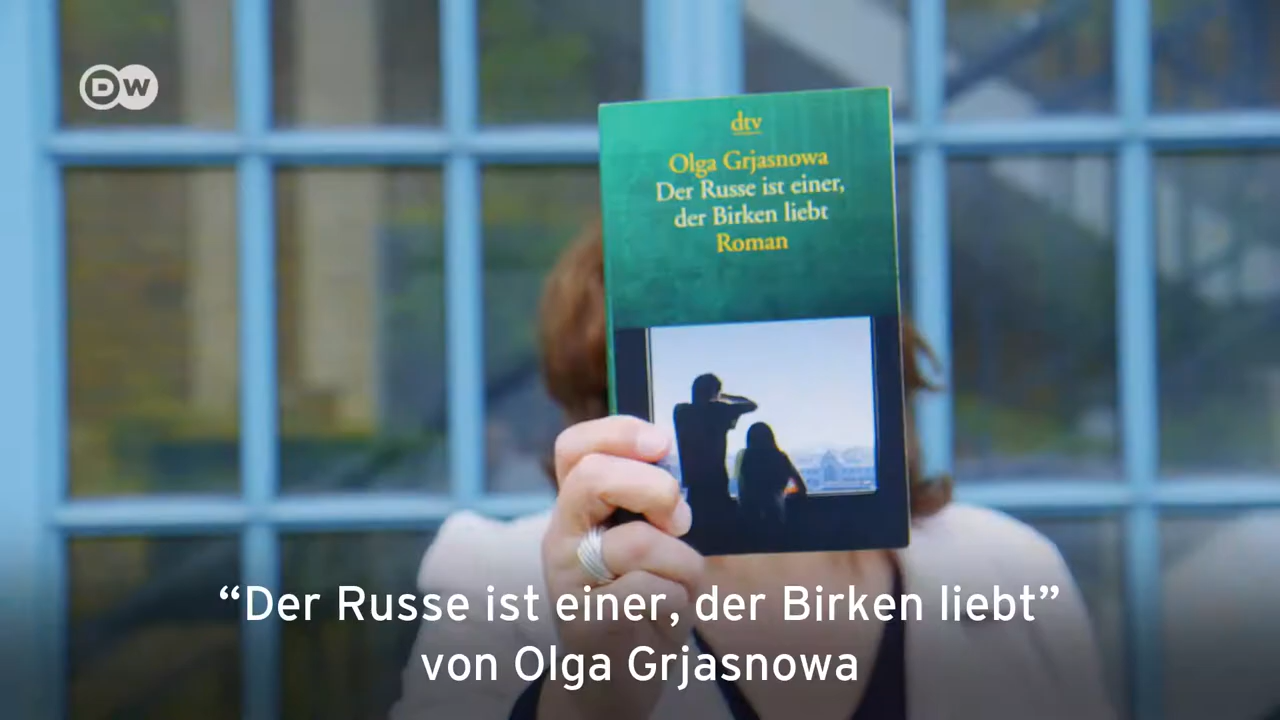 DW
dtv
Olga Grjasnowa
Der Russe ist einer,
der Birken liebt
Roman
“Der Russe ist einer, der Birken liebt”
von Olga Grjasnowa